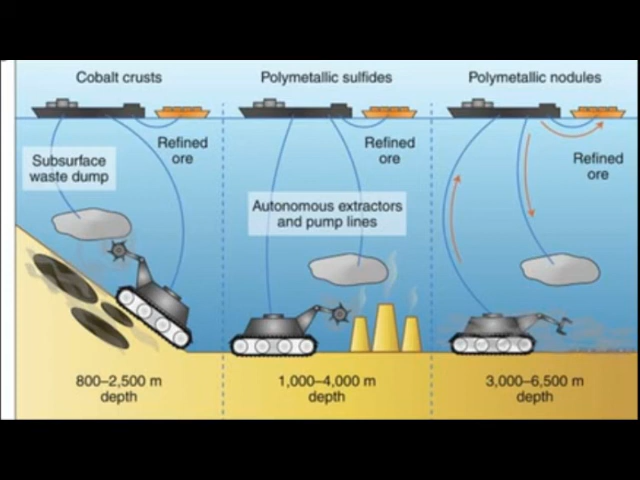 Cobalt crusts
Polymetallic sulfides
Polymetallic nodules
Refined
ore
Refined
ore
Refined
ore
Subsurface
waste dump
Autonomous extractors
and pump lines
800–2,500 m
depth
1,000–4,000 m
depth
3,000–6,500 m
depth